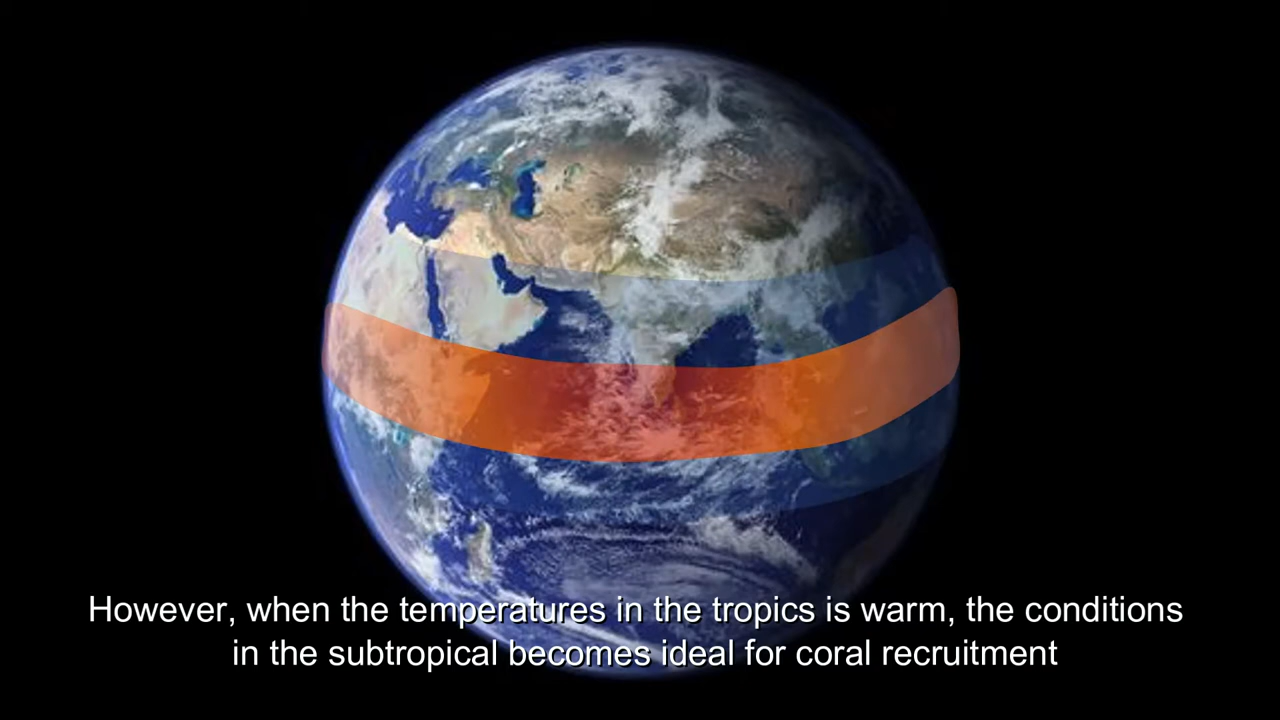 However, when the temperatures in the tropics is warm, the conditions
in the subtropical becomes ideal for coral recruitment